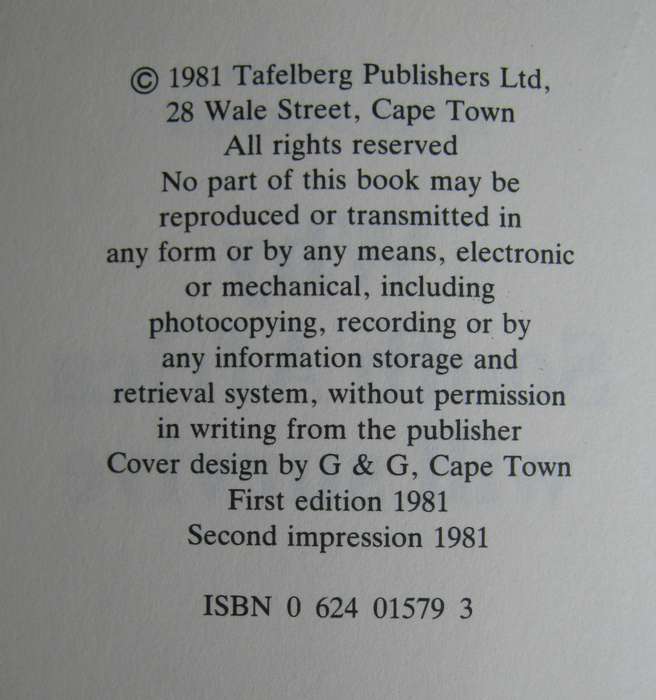 © 1981 Tafelberg Publishers Ltd,
28 Wale Street, Cape Town
All rights reserved
No part of this book may be
reproduced or transmitted in
any form or by any means, electronic
or mechanical, including
photocopying, recording or by
any information storage and
retrieval system, without permission
in writing from the publisher
Cover design by G & G, Cape Town
First edition 1981
Second impression 1981
ISBN 0 624 01579 3